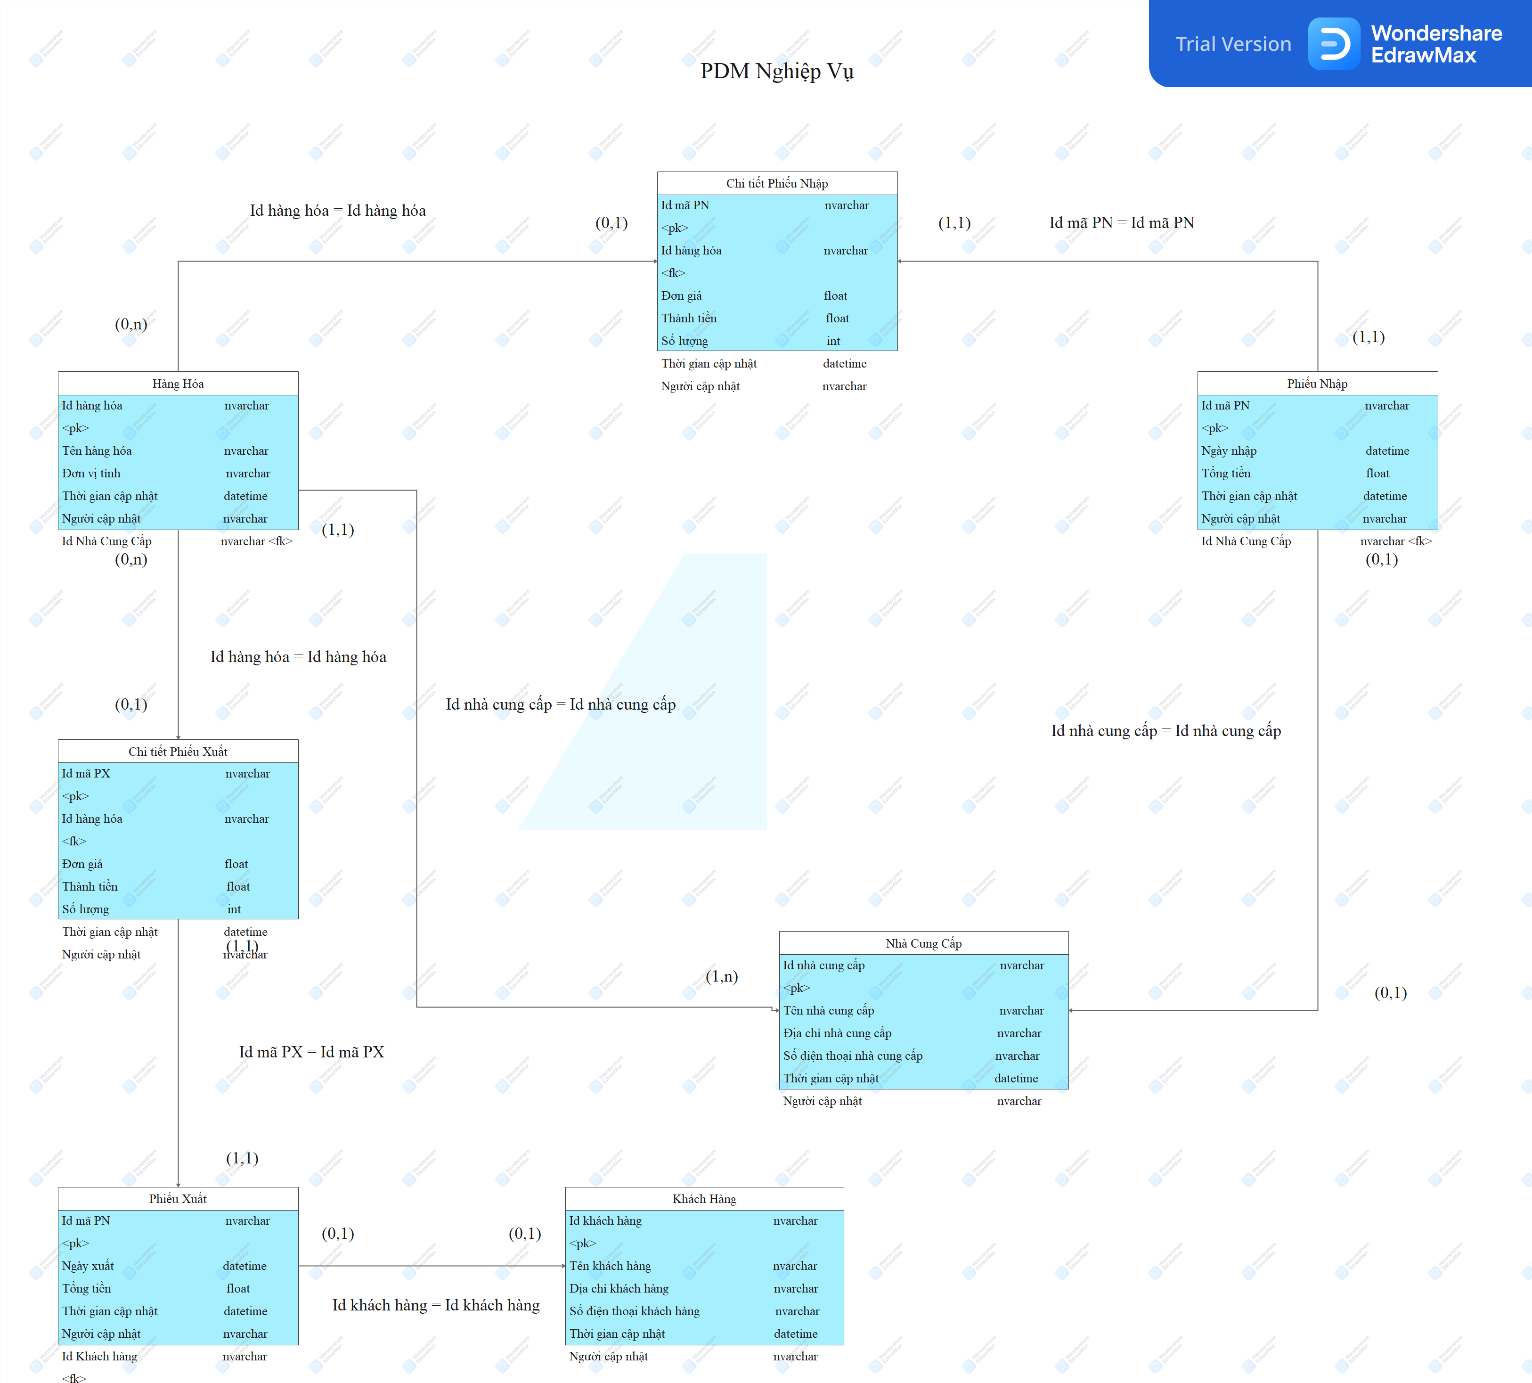 Trial Version
Wondershare
EdrawMax
PDM Nghiệp Vụ
Chi tiết Phiếu Nhập
Id mã PN nvarchar
<pk>
Id hàng hóa nvarchar
<fk>
Đơn giá float
Thành tiền float
Số lượng int
Thời gian cập nhật datetime
Người cập nhật nvarchar
Id hàng hóa = Id hàng hóa
(0,1)
(1,1)
Id mã PN = Id mã PN
(0,n)
(1,1)
Hàng Hóa
Id hàng hóa nvarchar
<pk>
Tên hàng hóa nvarchar
Đơn vị tính nvarchar
Thời gian cập nhật datetime
Người cập nhật nvarchar
Id Nhà Cung Cấp nvarchar <fk>
(0,n)
(1,1)
Phiếu Nhập
Id mã PN nvarchar
<pk>
Ngày nhập datetime
Tổng tiền float
Thời gian cập nhật datetime
Người cập nhật nvarchar
Id Nhà Cung Cấp nvarchar <fk>
(0,1)
Id hàng hóa = Id hàng hóa
(0,1)
Id nhà cung cấp = Id nhà cung cấp
Id nhà cung cấp = Id nhà cung cấp
Chi tiết Phiếu Xuất
Id mã PX nvarchar
<pk>
Id hàng hóa nvarchar
<fk>
Đơn giá float
Thành tiền float
Số lượng int
Thời gian cập nhật datetime
(1,1)
Người cập nhật nvarchar
(1,n)
(0,1)
Nhà Cung Cấp
Id nhà cung cấp nvarchar
<pk>
Tên nhà cung cấp nvarchar
Địa chỉ nhà cung cấp nvarchar
Số điện thoại nhà cung cấp nvarchar
Thời gian cập nhật datetime
Người cập nhật nvarchar
Id mã PX = Id mã PX
(1,1)
Phiếu Xuất
Id mã PN nvarchar
<pk>
Ngày xuất datetime
Tổng tiền float
Thời gian cập nhật datetime
Người cập nhật nvarchar
Id Khách hàng nvarchar
<fk>
(0,1)
(0,1)
Id khách hàng = Id khách hàng
Khách Hàng
Id khách hàng nvarchar
<pk>
Tên khách hàng nvarchar
Địa chỉ khách hàng nvarchar
Số điện thoại khách hàng nvarchar
Thời gian cập nhật datetime
Người cập nhật nvarchar